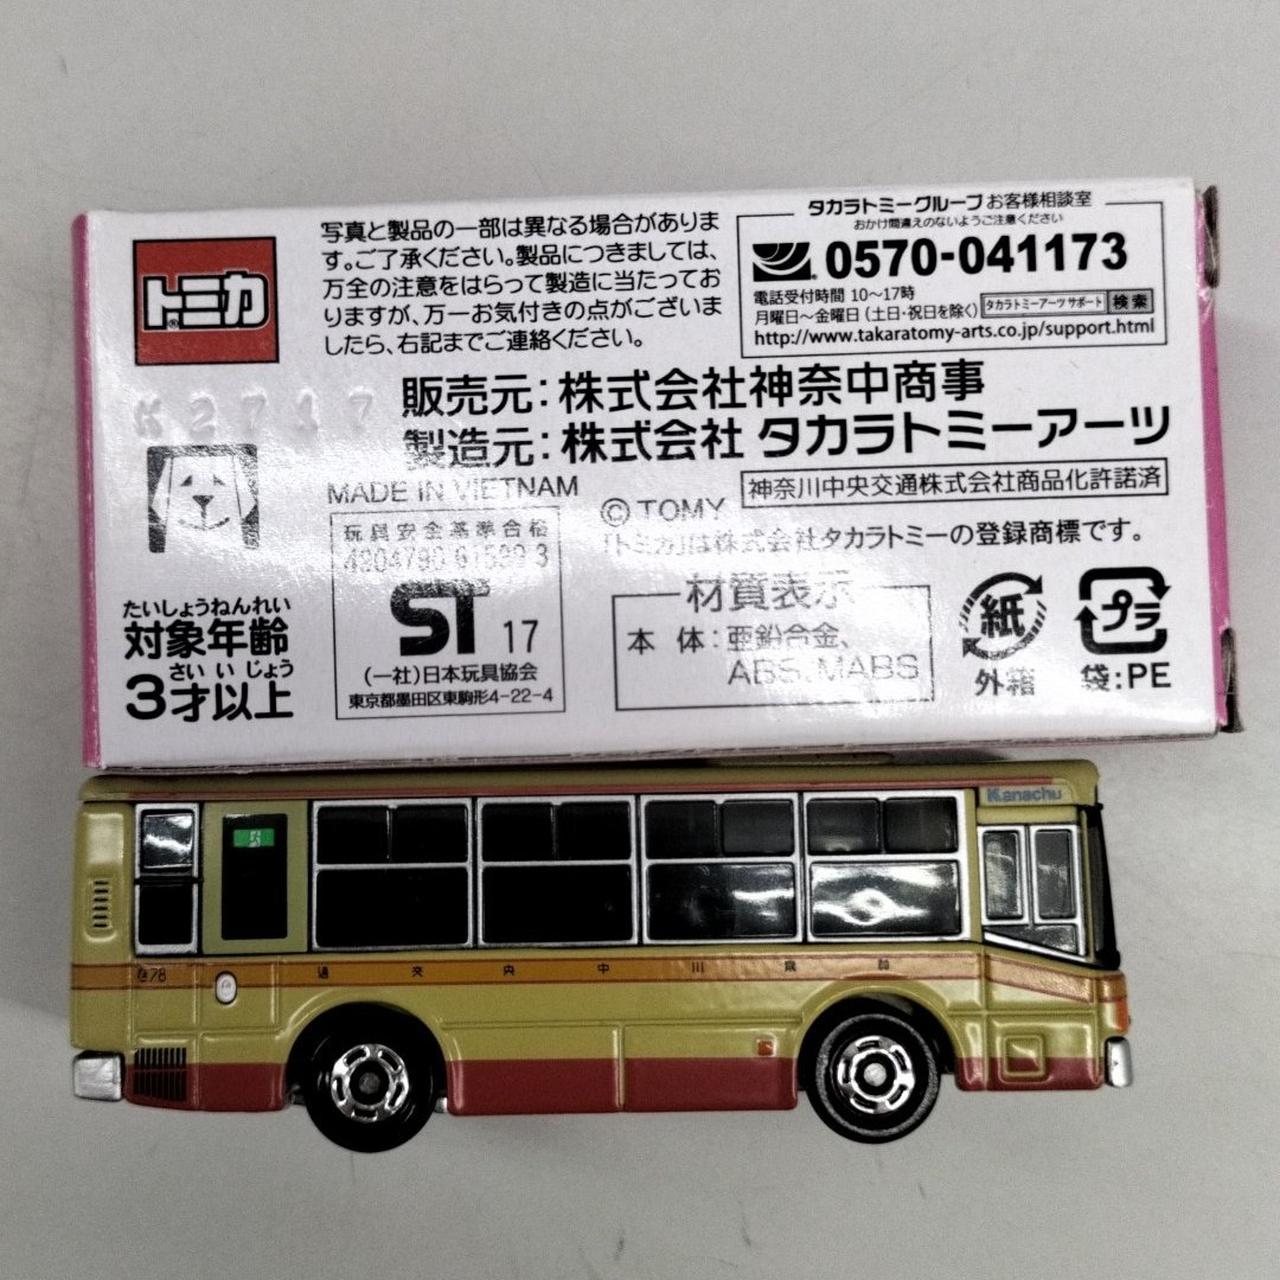 トミカ
写真と製品の一部は異なる場合がありま
す。ご了承ください。製品につきましては、
万全の注意をはらって製造に当たってお
りますが、万一お気付きの点がございま
したら、右記までご連絡ください。
タカラトミーグループお客様相談室
おかけ間違えのないようご注意ください
0570-041173
電話受付時間 10〜17時
月曜日〜金曜日(土日・祝日を除く)
タカラトミーアーツ サポート 検索
http://www.takaratomy-arts.co.jp/support.html
K2717
販売元:株式会社神奈中商事
製造元:株式会社 タカラトミーアーツ
MADE IN VIETNAM
© TOMY
神奈川中央交通株式会社商品化許諾済
「トミカ」は株式会社タカラトミーの登録商標です。
たいしょうねんれい
対象年齢
さい いじょう
3才以上
玩具安全基準合格
ST 17
(一社)日本玩具協会
東京都墨田区東駒形4-22-4
材質表示
本 体:亜鉛合金、
ABS、MABS
紙
外箱
プラ
袋:PE
Kanachu
通 交 央 中 川